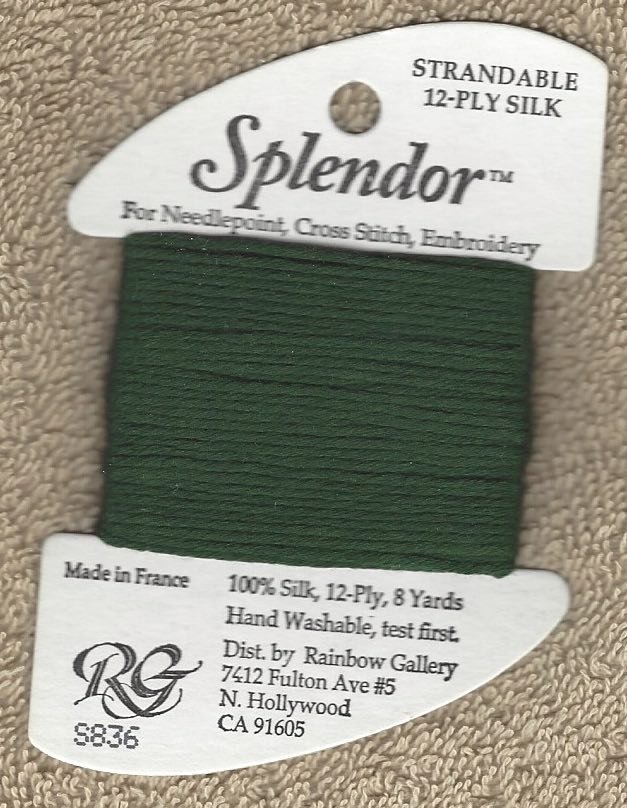 STRANDABLE
12-PLY SILK
Splendor™
For Needlepoint, Cross Stitch, Embroidery
Made in France
100% Silk, 12-Ply, 8 Yards
Hand Washable, test first.
Dist. by Rainbow Gallery
7412 Fulton Ave #5
N. Hollywood
CA 91605
RG
S836